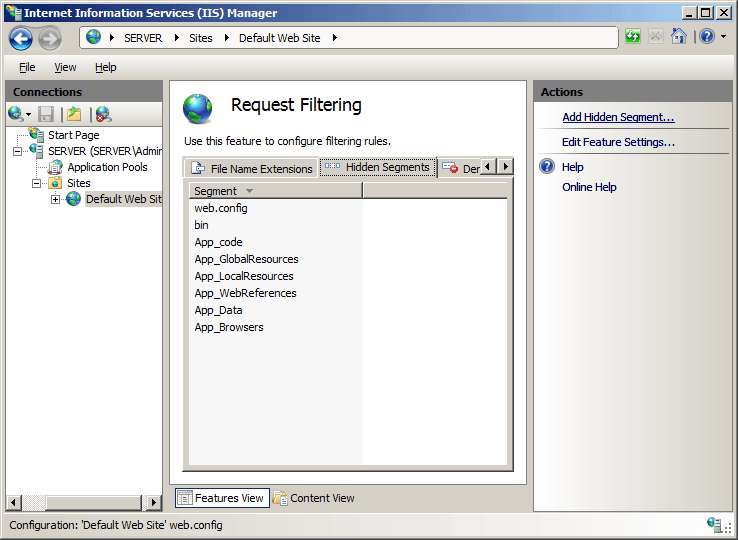 Internet Information Services (IIS) Manager
SERVER Sites Default Web Site
File View Help
Connections
Start Page
SERVER (SERVER\Admir
Application Pools
Sites
Default Web Sit
Request Filtering
Use this feature to configure filtering rules.
File Name Extensions Hidden Segments Der
Segment
web.config
bin
App_code
App_GlobalResources
App_LocalResources
App_WebReferences
App_Data
App_Browsers
Features View Content View
Actions
Add Hidden Segment...
Edit Feature Settings...
Help
Online Help
Configuration: 'Default Web Site' web.config